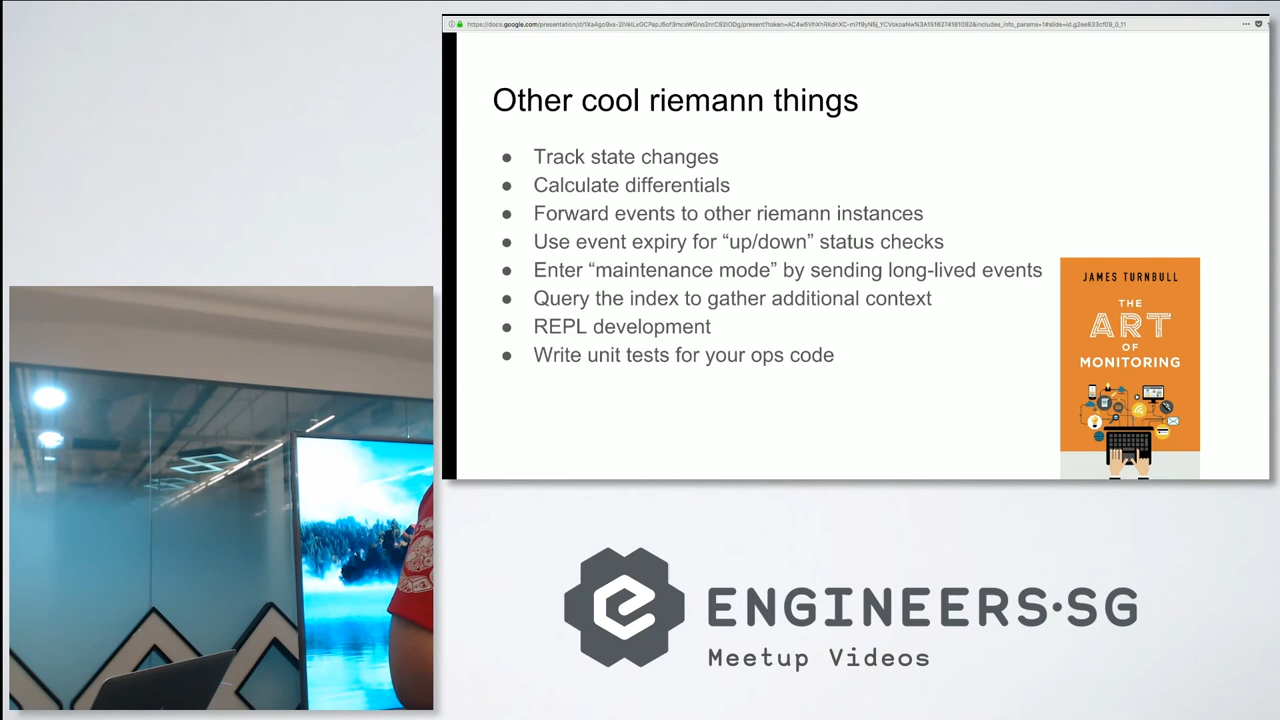 Other cool riemann things
● Track state changes
● Calculate differentials
● Forward events to other riemann instances
● Use event expiry for “up/down” status checks
● Enter “maintenance mode” by sending long-lived events
● Query the index to gather additional context
● REPL development
● Write unit tests for your ops code
JAMES TURNBULL
THE
ART
OF
MONITORING
ENGINEERS·SG
Meetup Videos